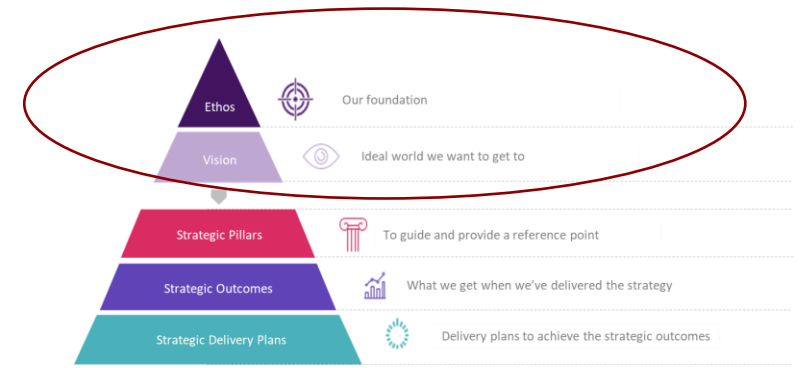 Ethos
Our foundation
Vision
Ideal world we want to get to
Strategic Pillars
To guide and provide a reference point
Strategic Outcomes
What we get when we've delivered the strategy
Strategic Delivery Plans
Delivery plans to achieve the strategic outcomes